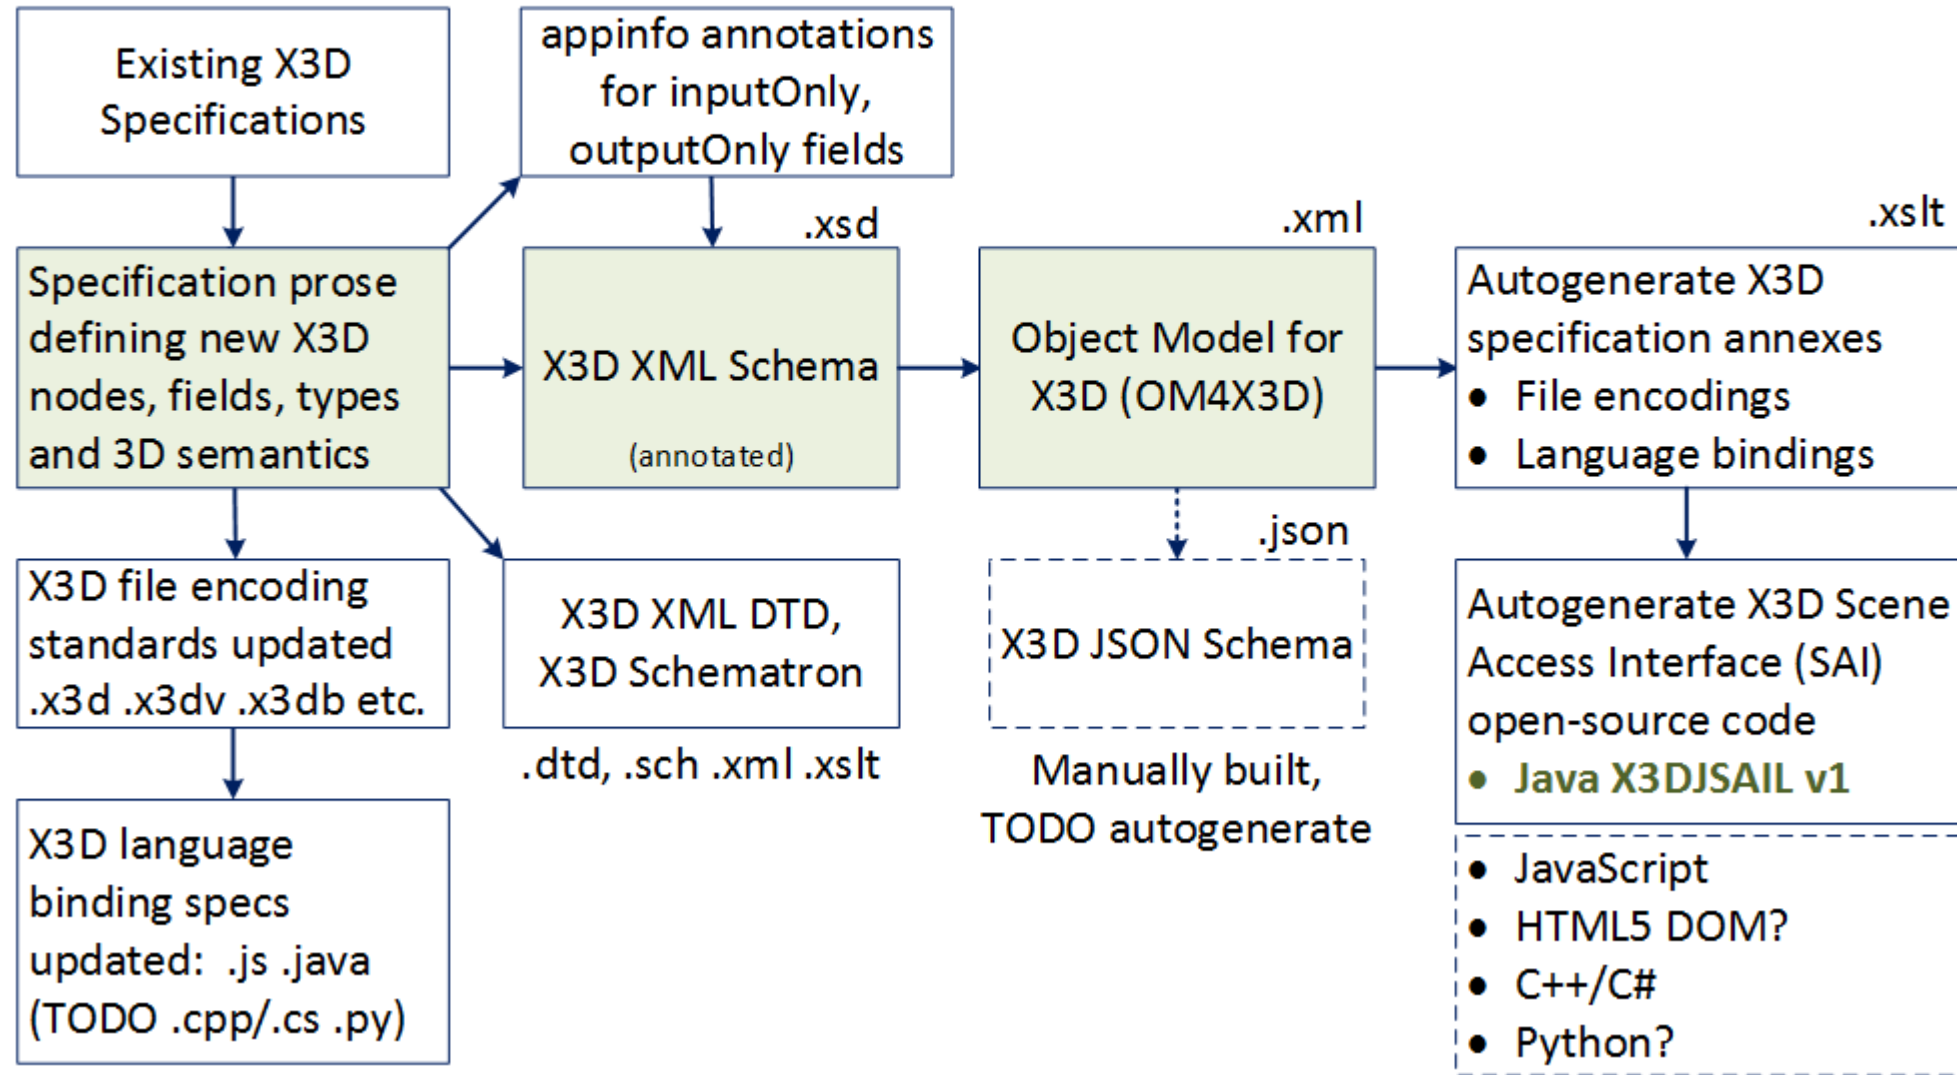 Existing X3D
Specifications
appinfo annotations
for inputOnly,
outputOnly fields
.xsd
.xml
.xslt
Specification prose
defining new X3D
nodes, fields, types
and 3D semantics
X3D XML Schema
(annotated)
Object Model for
X3D (OM4X3D)
Autogenerate X3D
specification annexes
• File encodings
• Language bindings
X3D file encoding
standards updated
.x3d .x3dv .x3db etc.
X3D XML DTD,
X3D Schematron
.dtd, .sch .xml .xslt
.json
X3D JSON Schema
Manually built,
TODO autogenerate
Autogenerate X3D Scene
Access Interface (SAI)
open-source code
• Java X3DJSAIL v1
X3D language
binding specs
updated: .js .java
(TODO .cpp/.cs .py)
• JavaScript
• HTML5 DOM?
• C++/C#
• Python?